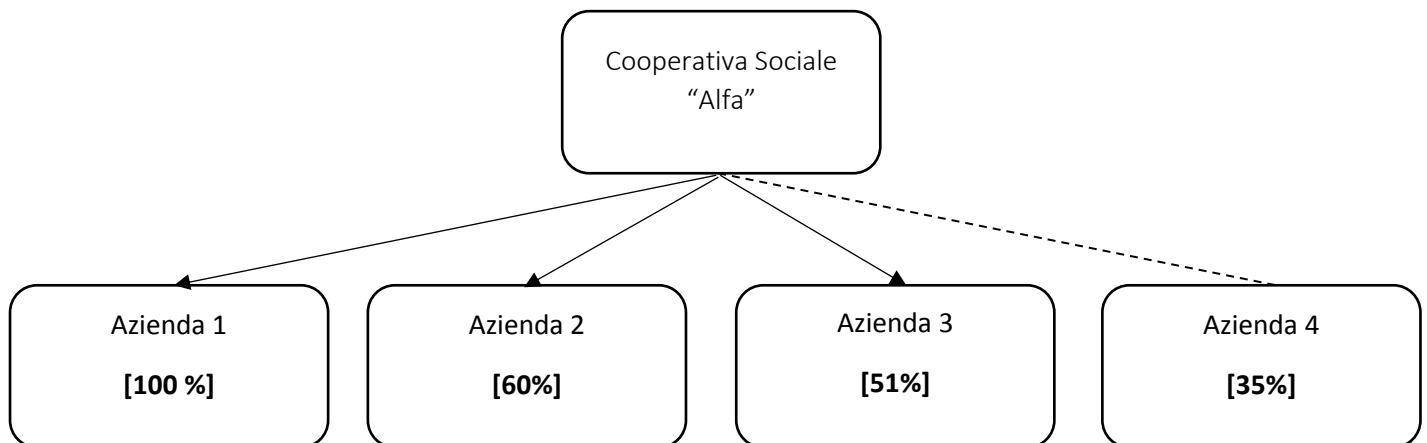 Cooperativa Sociale
“Alfa”
Azienda 1
[100 %]
Azienda 2
[60%]
Azienda 3
[51%]
Azienda 4
[35%]